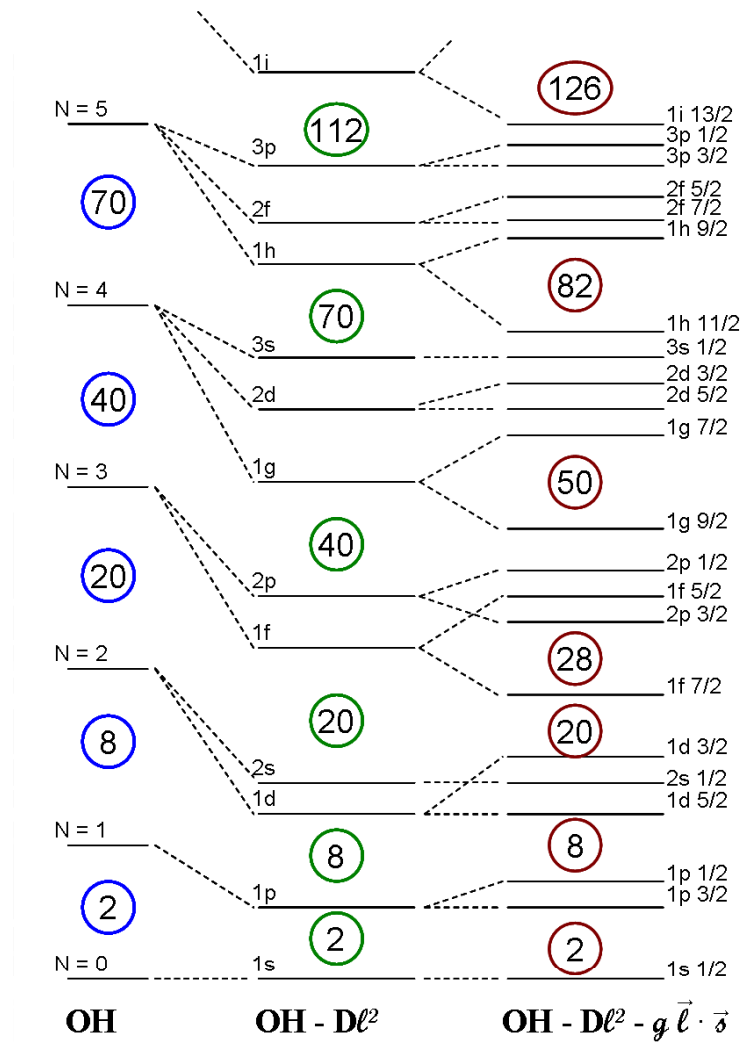 1i
126
N = 5
112
1i 13/2
3p 1/2
3p
3p 3/2
70
2f 5/2
2f
2f 7/2
1h
1h 9/2
N = 4
70
82
1h 11/2
3s
3s 1/2
2d 3/2
40
2d
2d 5/2
1g 7/2
N = 3
1g
50
1g 9/2
40
2p 1/2
20
2p
1f 5/2
2p 3/2
1f
28
N = 2
1f 7/2
20
20
8
1d 3/2
2s
2s 1/2
1d
1d 5/2
N = 1
8
8
1p 1/2
1p
1p 3/2
2
2
2
N = 0
1s
1s 1/2
OH
OH - Dℓ²
OH - Dℓ² - g ℓ⃗ · s⃗